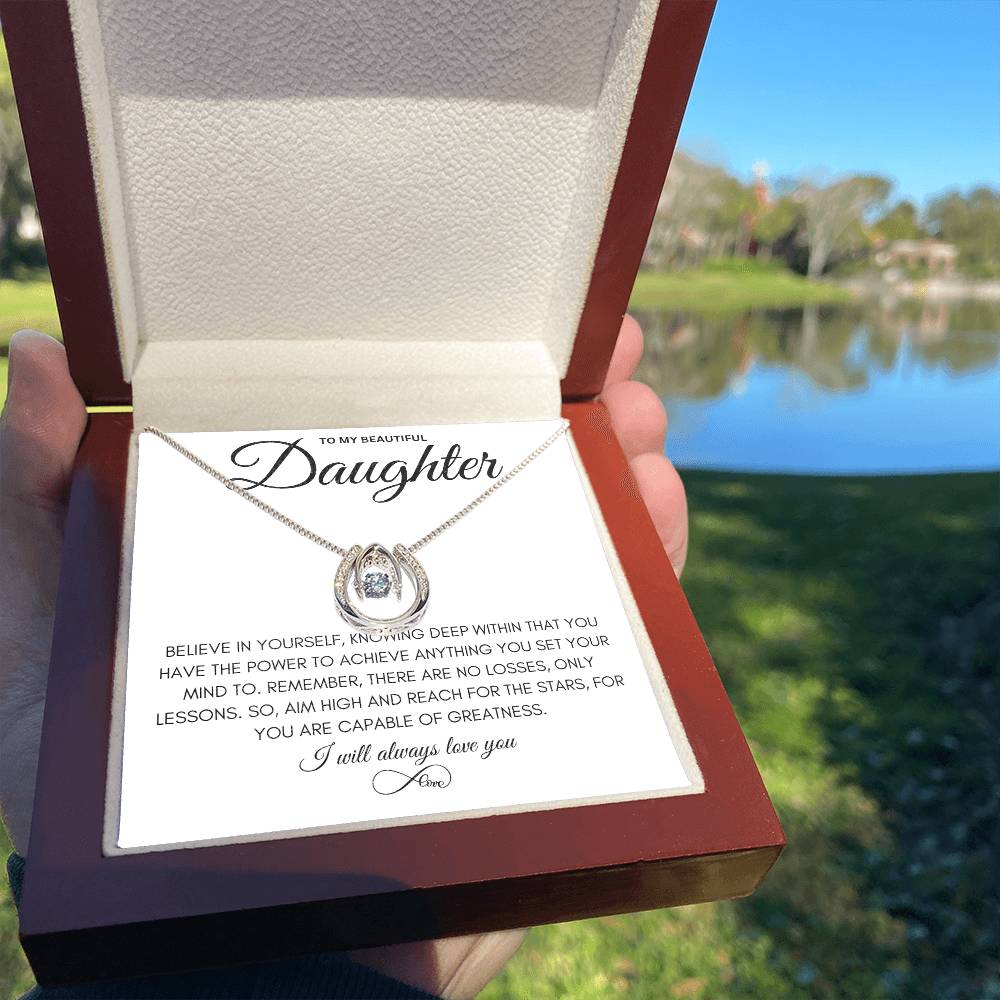 TO MY BEAUTIFUL
Daughter
BELIEVE IN YOURSELF, KNOWING DEEP WITHIN THAT YOU
HAVE THE POWER TO ACHIEVE ANYTHING YOU SET YOUR
MIND TO. REMEMBER, THERE ARE NO LOSSES, ONLY
LESSONS. SO, AIM HIGH AND REACH FOR THE STARS, FOR
YOU ARE CAPABLE OF GREATNESS.
I will always love you
Love